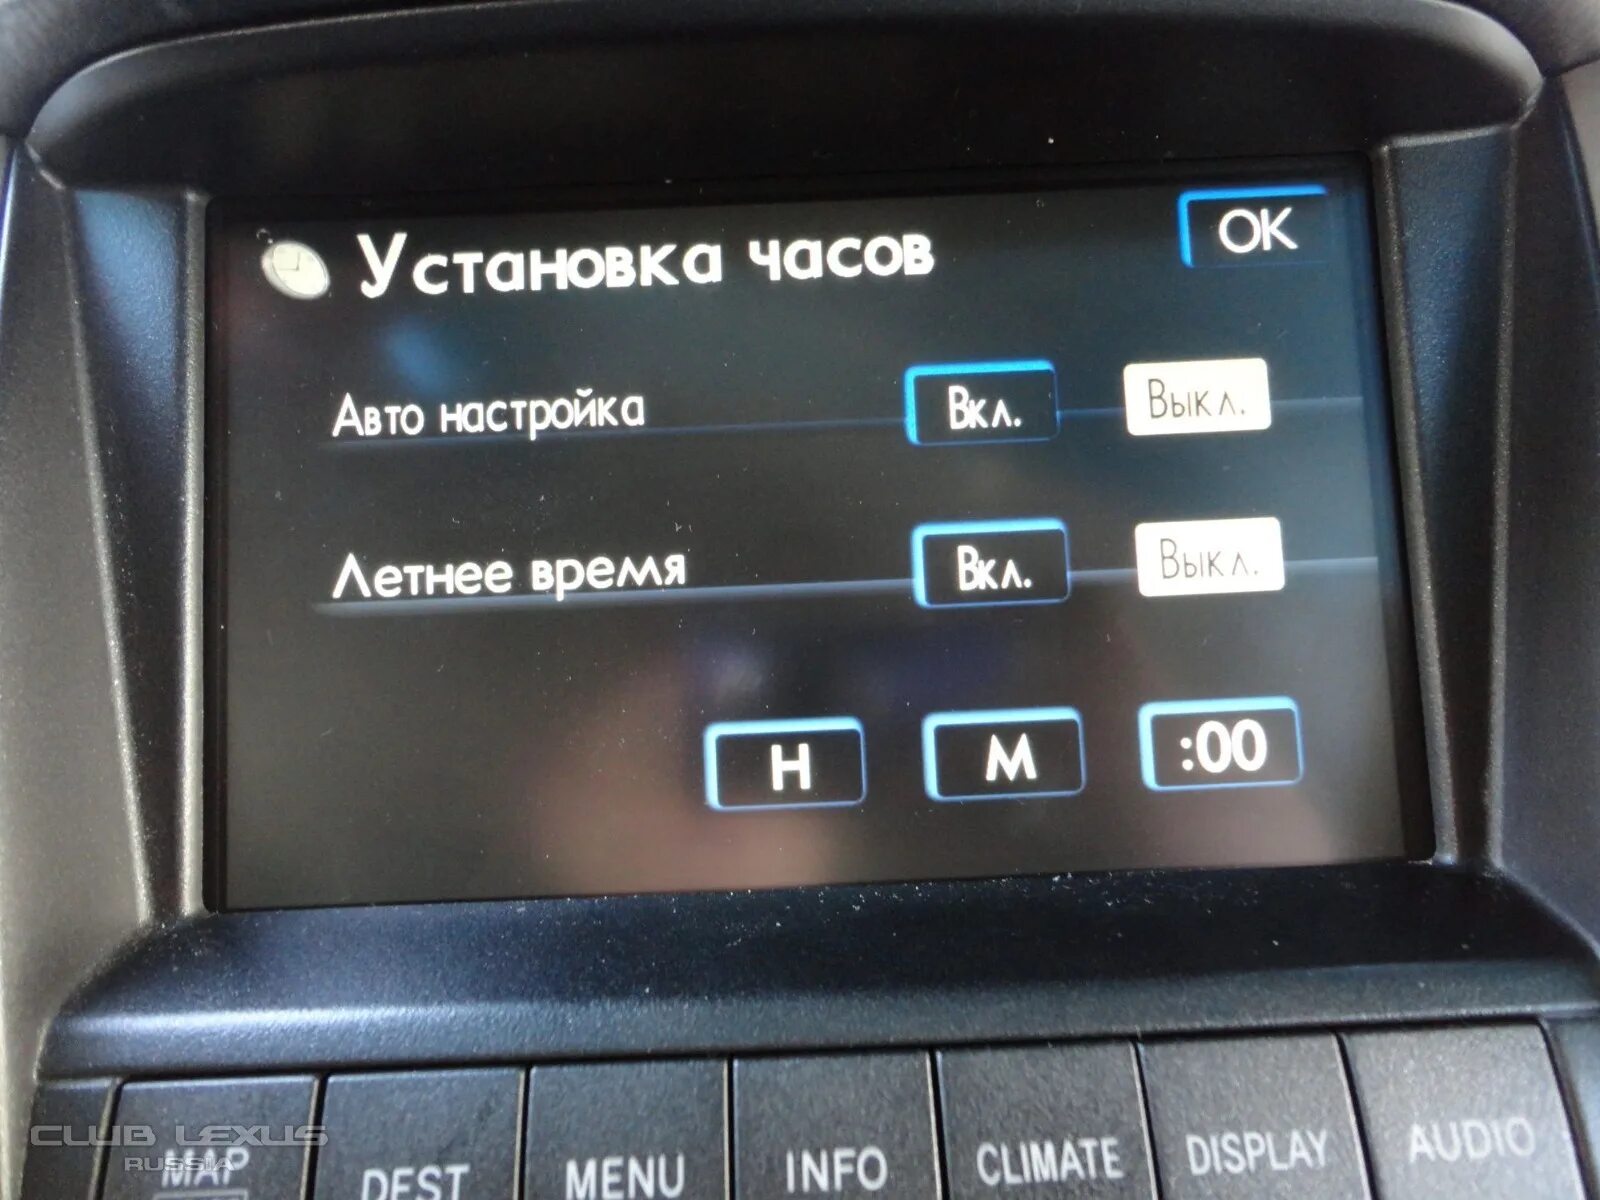 Установка часов
OK
Авто настройка Вкл. Выкл.
Летнее время Вкл. Выкл.
H M :00
MAP DEST MENU INFO CLIMATE DISPLAY AUDIO
CLUB LEXUS
RUSSIA